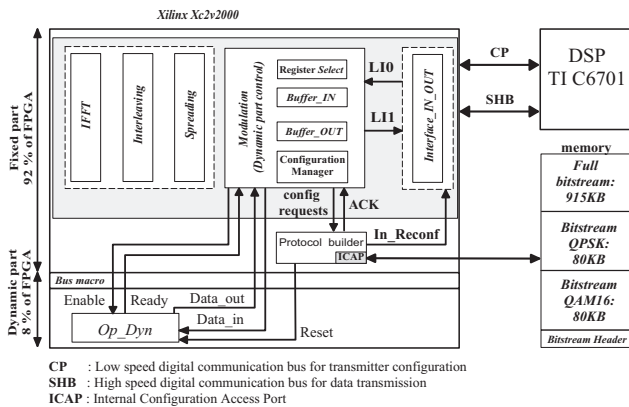 Xilinx Xc2v2000
Fixed part
92 % of FPGA
Dynamic part
8 % of FPGA
IFFT
Interleaving
Spreading
Modulation
(Dynamic part control)
Register Select
Buffer_IN
Buffer_OUT
Configuration
Manager
LI0
LI1
Interface_IN_OUT
CP
SHB
DSP
TI C6701
memory
Full
bitstream:
915KB
Bitstream
QPSK:
80KB
Bitstream
QAM16:
80KB
Bitstream Header
config
requests
ACK
Protocol builder
ICAP
In_Reconf
Bus macro
Enable
Ready
Data_out
Data_in
Reset
Op_Dyn
CP : Low speed digital communication bus for transmitter configuration
SHB : High speed digital communication bus for data transmission
ICAP : Internal Configuration Access Port